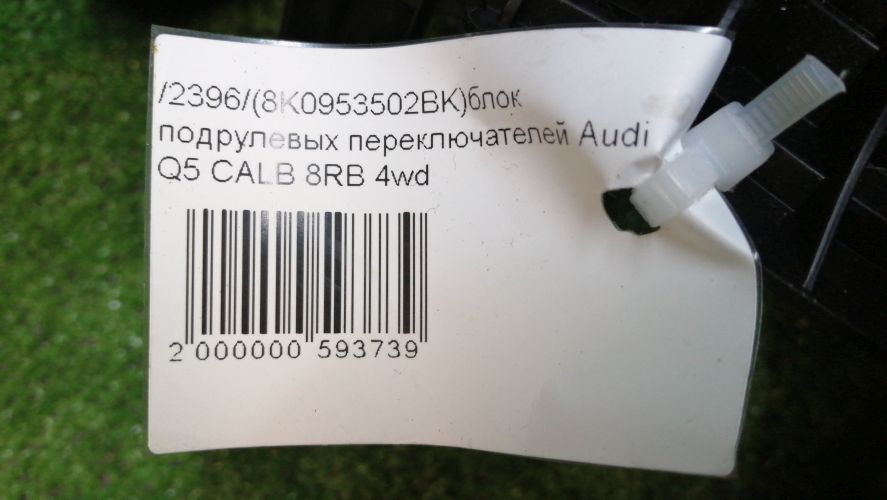 /2396/(8K0953502BK)блок
подрулевых переключателей Audi
Q5 CALB 8RB 4wd
2 000000 593739